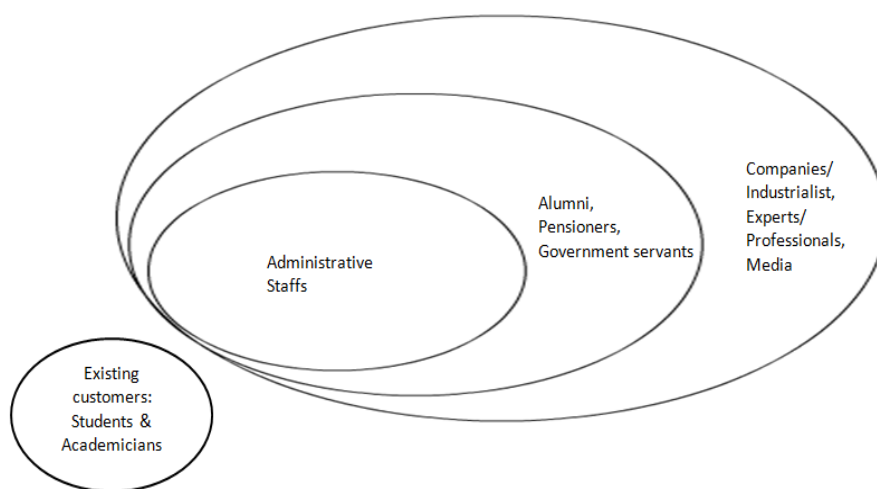 Companies/
Industrialist,
Experts/
Professionals,
Media
Alumni,
Pensioners,
Government servants
Administrative
Staffs
Existing
customers:
Students &
Academicians